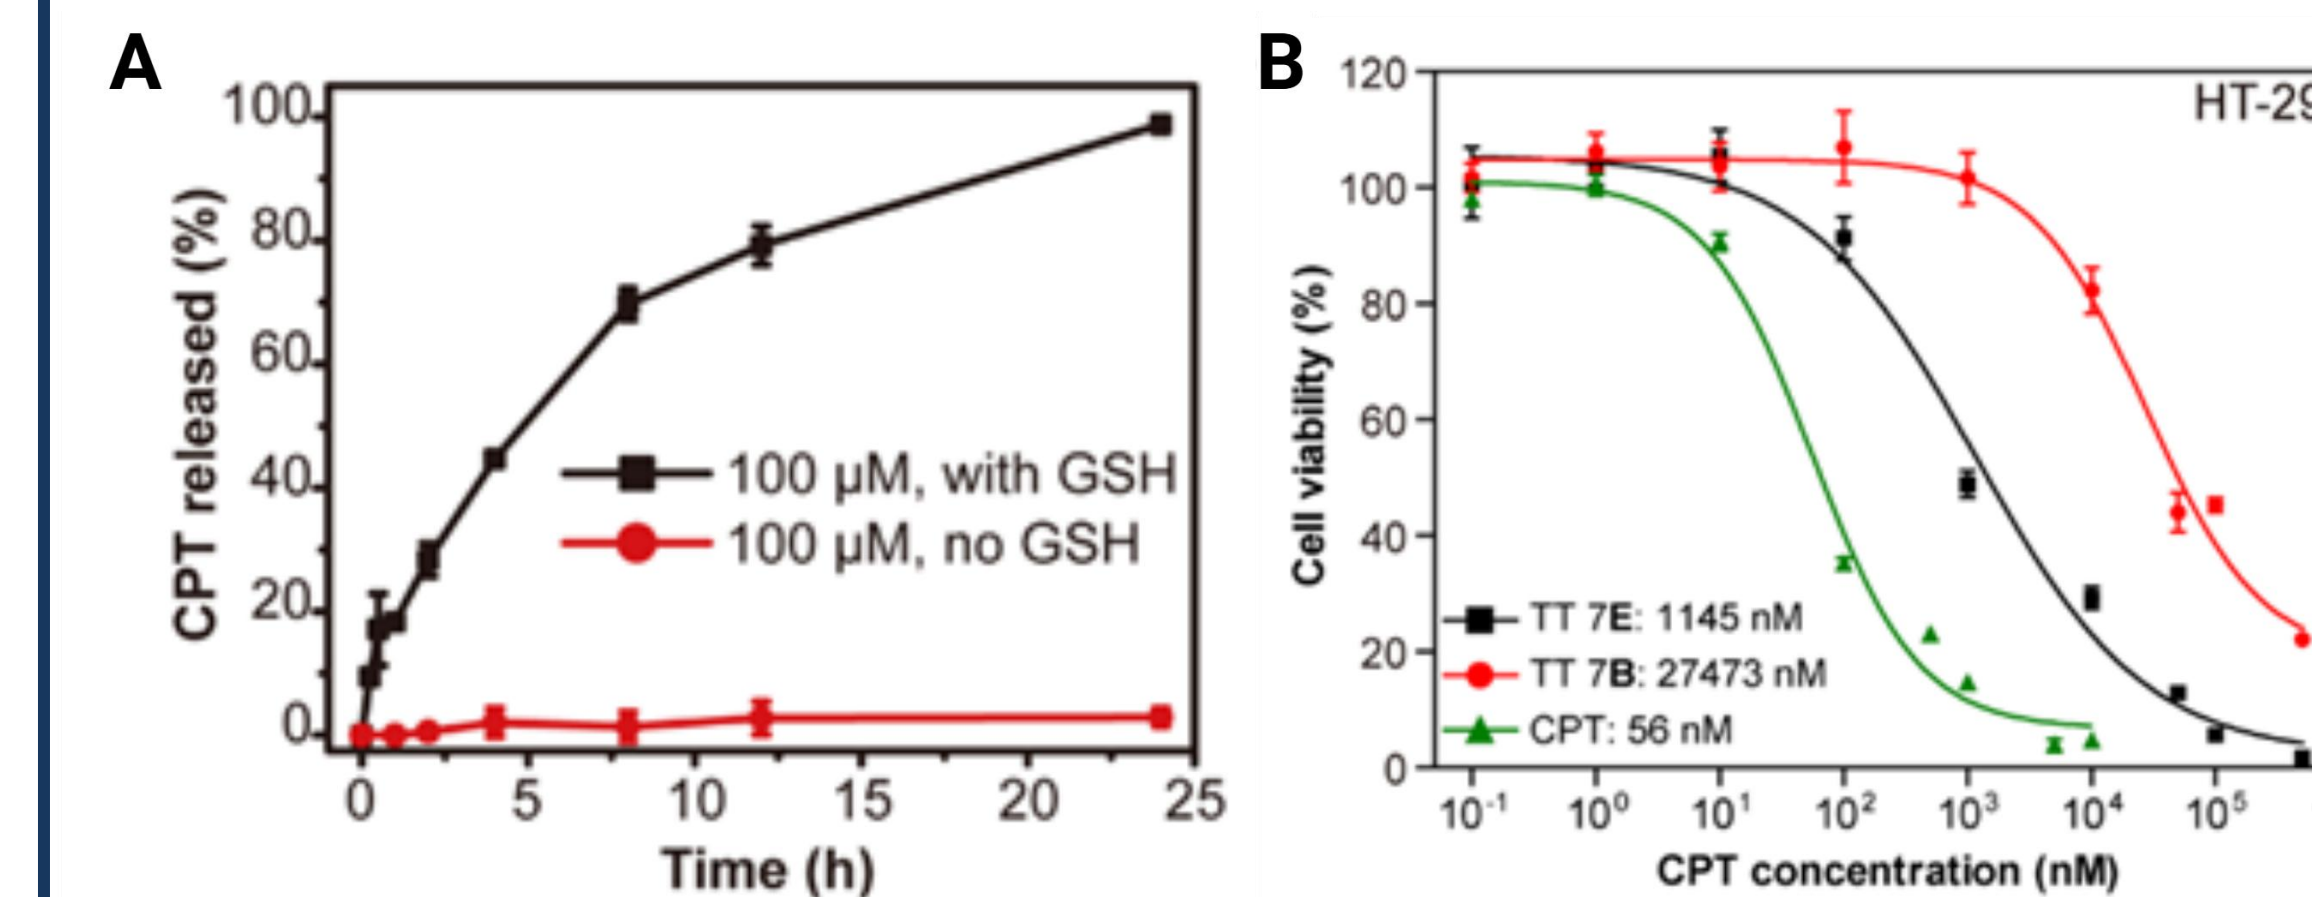 A
100
80
60
40
20
0
CPT released (%)
100 µM, with GSH
100 µM, no GSH
0 5 10 15 20 25
Time (h)
B
120
100
80
60
40
20
0
Cell viability (%)
HT-29
TT 7E: 1145 nM
TT 7B: 27473 nM
CPT: 56 nM
10⁻¹ 10⁰ 10¹ 10² 10³ 10⁴ 10⁵
CPT concentration (nM)